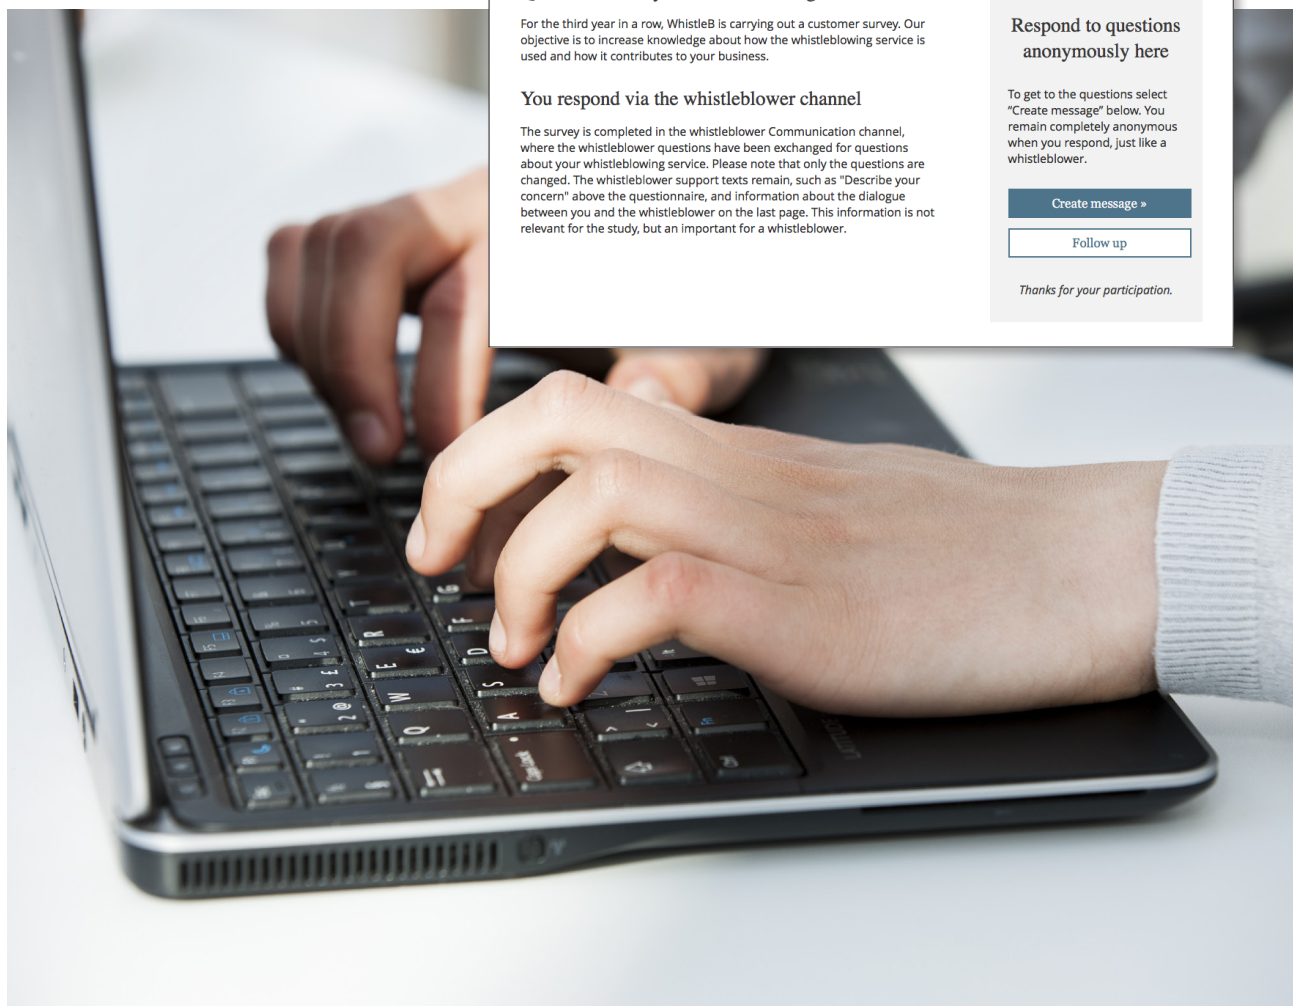 For the third year in a row, WhistleB is carrying out a customer survey. Our
objective is to increase knowledge about how the whistleblowing service is
used and how it contributes to your business.
You respond via the whistleblower channel
The survey is completed in the whistleblower Communication channel,
where the whistleblower questions have been exchanged for questions
about your whistleblowing service. Please note that only the questions are
changed. The whistleblower support texts remain, such as "Describe your
concern" above the questionnaire, and information about the dialogue
between you and the whistleblower on the last page. This information is not
relevant for the study, but an important for a whistleblower.
Respond to questions
anonymously here
To get to the questions select
“Create message” below. You
remain completely anonymous
when you respond, just like a
whistleblower.
Create message »
Follow up
Thanks for your participation.
R
E €
W
Q
F
D
S
A
3 £
2 @
Caps Lock
LATITUDE